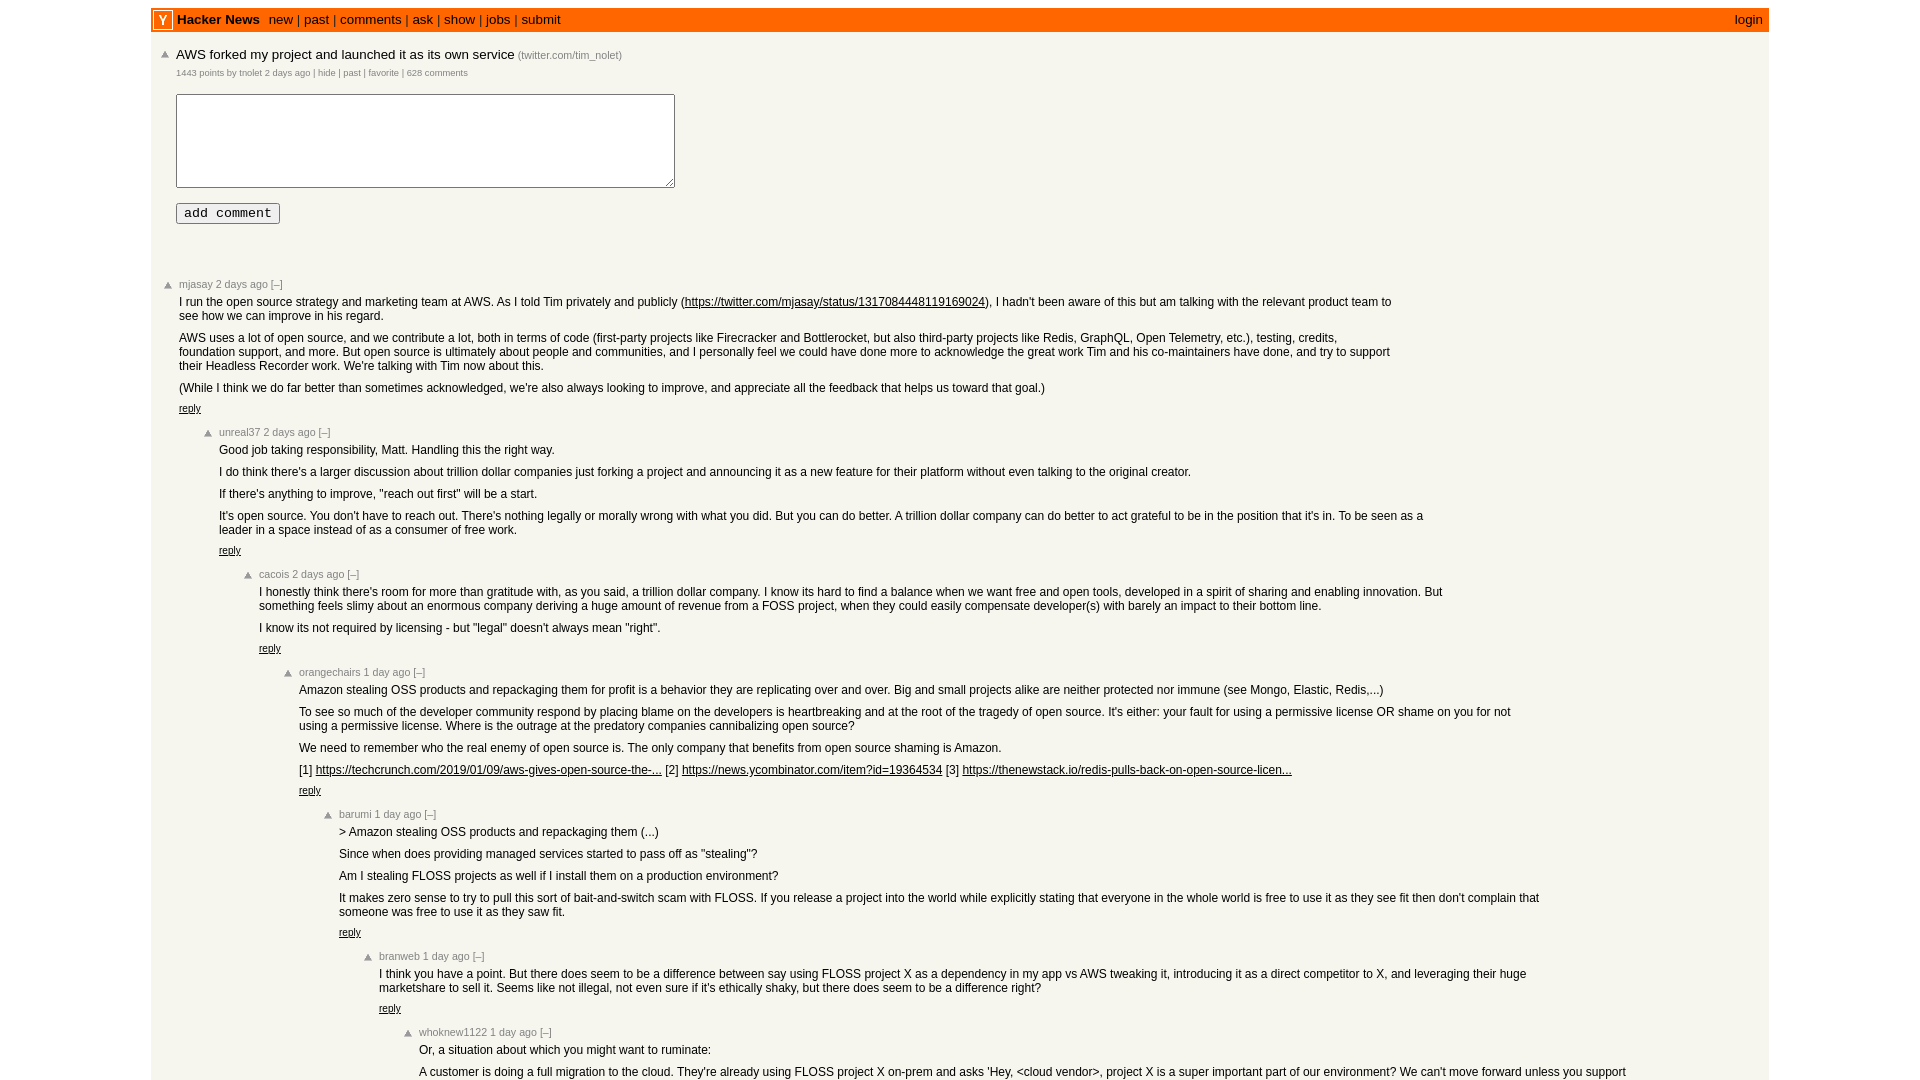 Y Hacker News new | past | comments | ask | show | jobs | submit login
AWS forked my project and launched it as its own service (twitter.com/tim_nolet)
1443 points by tnolet 2 days ago | hide | past | favorite | 628 comments
add comment
mjasay 2 days ago [–]
I run the open source strategy and marketing team at AWS. As I told Tim privately and publicly (https://twitter.com/mjasay/status/1317084448119169024), I hadn't been aware of this but am talking with the relevant product team to
see how we can improve in his regard.
AWS uses a lot of open source, and we contribute a lot, both in terms of code (first-party projects like Firecracker and Bottlerocket, but also third-party projects like Redis, GraphQL, Open Telemetry, etc.), testing, credits,
foundation support, and more. But open source is ultimately about people and communities, and I personally feel we could have done more to acknowledge the great work Tim and his co-maintainers have done, and try to support
their Headless Recorder work. We're talking with Tim now about this.
(While I think we do far better than sometimes acknowledged, we're also always looking to improve, and appreciate all the feedback that helps us toward that goal.)
reply
unreal37 2 days ago [–]
Good job taking responsibility, Matt. Handling this the right way.
I do think there's a larger discussion about trillion dollar companies just forking a project and announcing it as a new feature for their platform without even talking to the original creator.
If there's anything to improve, "reach out first" will be a start.
It's open source. You don't have to reach out. There's nothing legally or morally wrong with what you did. But you can do better. A trillion dollar company can do better to act grateful to be in the position that it's in. To be seen as a
leader in a space instead of as a consumer of free work.
reply
cacois 2 days ago [–]
I honestly think there's room for more than gratitude with, as you said, a trillion dollar company. I know its hard to find a balance when we want free and open tools, developed in a spirit of sharing and enabling innovation. But
something feels slimy about an enormous company deriving a huge amount of revenue from a FOSS project, when they could easily compensate developer(s) with barely an impact to their bottom line.
I know its not required by licensing - but "legal" doesn't always mean "right".
reply
orangechairs 1 day ago [–]
Amazon stealing OSS products and repackaging them for profit is a behavior they are replicating over and over. Big and small projects alike are neither protected nor immune (see Mongo, Elastic, Redis,...)
To see so much of the developer community respond by placing blame on the developers is heartbreaking and at the root of the tragedy of open source. It's either: your fault for using a permissive license OR shame on you for not
using a permissive license. Where is the outrage at the predatory companies cannibalizing open source?
We need to remember who the real enemy of open source is. The only company that benefits from open source shaming is Amazon.
[1] https://techcrunch.com/2019/01/09/aws-gives-open-source-the-... [2] https://news.ycombinator.com/item?id=19364534 [3] https://thenewstack.io/redis-pulls-back-on-open-source-licen...
reply
barumi 1 day ago [–]
> Amazon stealing OSS products and repackaging them (...)
Since when does providing managed services started to pass off as "stealing"?
Am I stealing FLOSS projects as well if I install them on a production environment?
It makes zero sense to try to pull this sort of bait-and-switch scam with FLOSS. If you release a project into the world while explicitly stating that everyone in the whole world is free to use it as they see fit then don't complain that
someone was free to use it as they saw fit.
reply
branweb 1 day ago [–]
I think you have a point. But there does seem to be a difference between say using FLOSS project X as a dependency in my app vs AWS tweaking it, introducing it as a direct competitor to X, and leveraging their huge
marketshare to sell it. Seems like not illegal, not even sure if it's ethically shaky, but there does seem to be a difference right?
reply
whoknew1122 1 day ago [–]
Or, a situation about which you might want to ruminate:
A customer is doing a full migration to the cloud. They're already using FLOSS project X on-prem and asks 'Hey, <cloud vendor>, project X is a super important part of our environment? We can't move forward unless you support